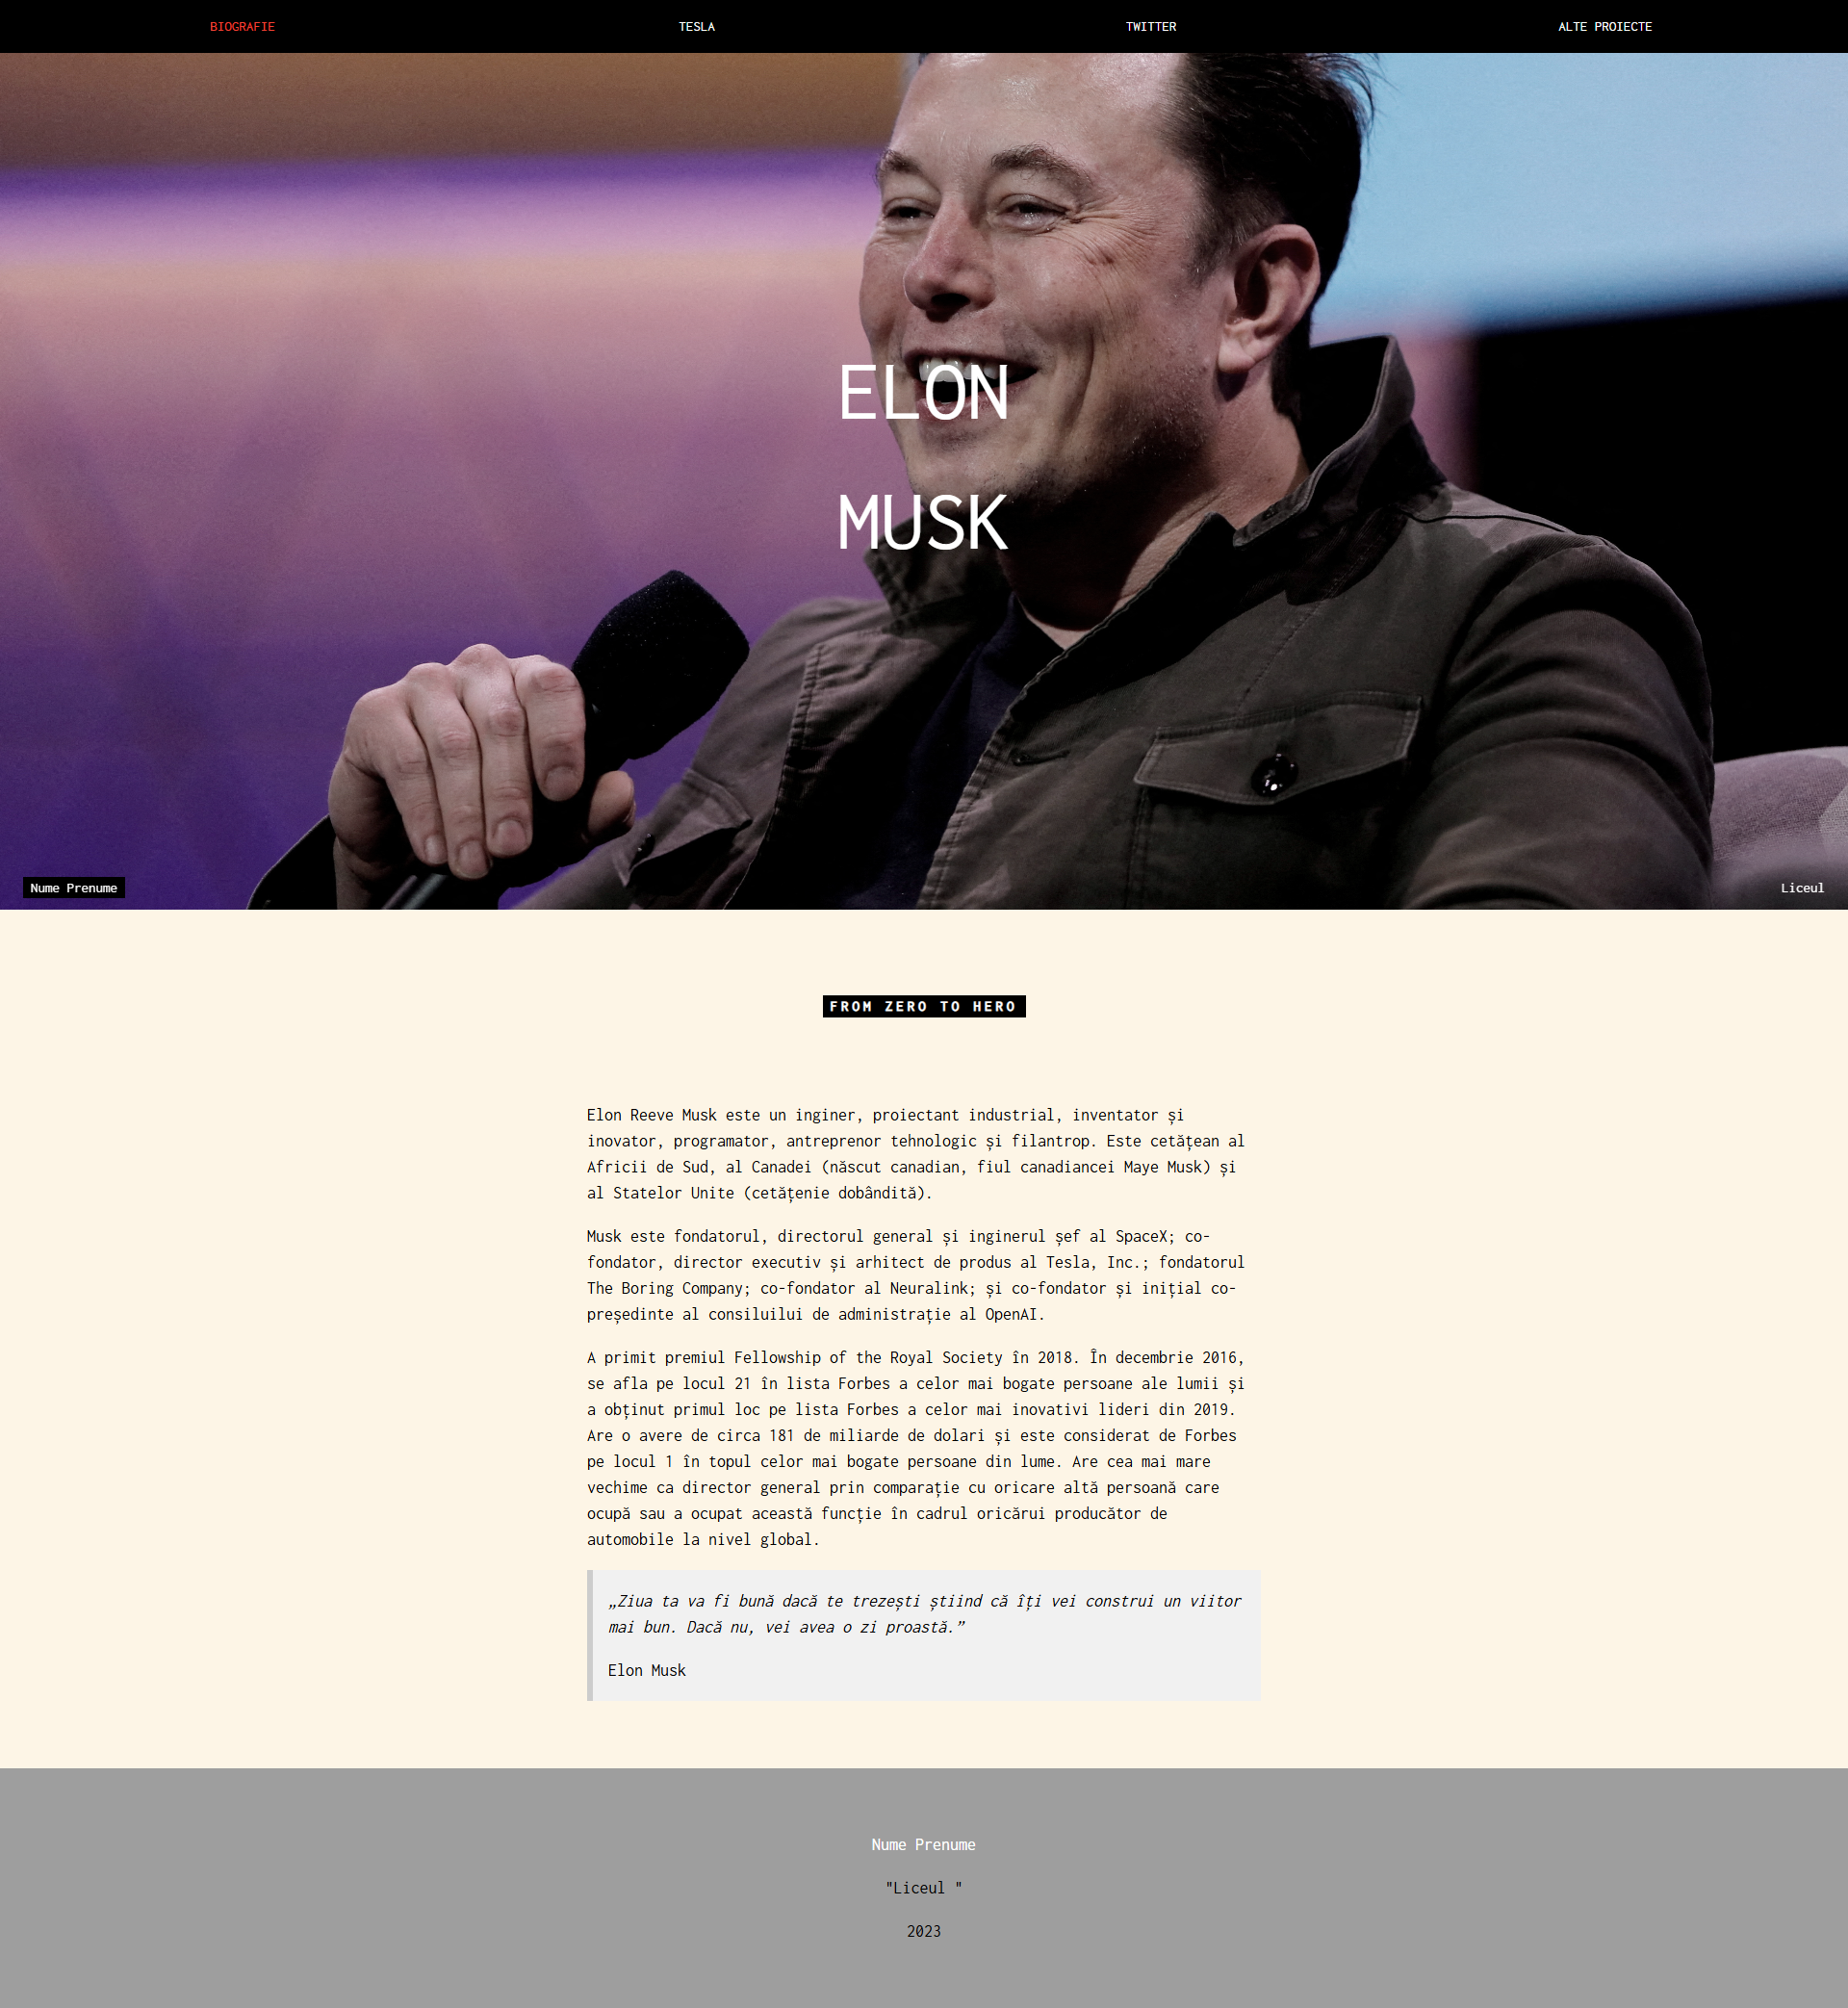 BIOGRAFIE TESLA TWITTER ALTE PROIECTE
ELON
MUSK
Nume Prenume Liceul
FROM ZERO TO HERO
Elon Reeve Musk este un inginer, proiectant industrial, inventator și
inovator, programator, antreprenor tehnologic și filantrop. Este cetățean al
Africii de Sud, al Canadei (născut canadian, fiul canadiancei Maye Musk) și
al Statelor Unite (cetățenie dobândită).
Musk este fondatorul, directorul general și inginerul șef al SpaceX; co-
fondator, director executiv și arhitect de produs al Tesla, Inc.; fondatorul
The Boring Company; co-fondator al Neuralink; și co-fondator și inițial co-
președinte al consiluilui de administrație al OpenAI.
A primit premiul Fellowship of the Royal Society în 2018. În decembrie 2016,
se afla pe locul 21 în lista Forbes a celor mai bogate persoane ale lumii și
a obținut primul loc pe lista Forbes a celor mai inovativi lideri din 2019.
Are o avere de circa 181 de miliarde de dolari și este considerat de Forbes
pe locul 1 în topul celor mai bogate persoane din lume. Are cea mai mare
vechime ca director general prin comparație cu oricare altă persoană care
ocupă sau a ocupat această funcție în cadrul oricărui producător de
automobile la nivel global.
„Ziua ta va fi bună dacă te trezești știind că îți vei construi un viitor
mai bun. Dacă nu, vei avea o zi proastă.”
Elon Musk
Nume Prenume
"Liceul "
2023